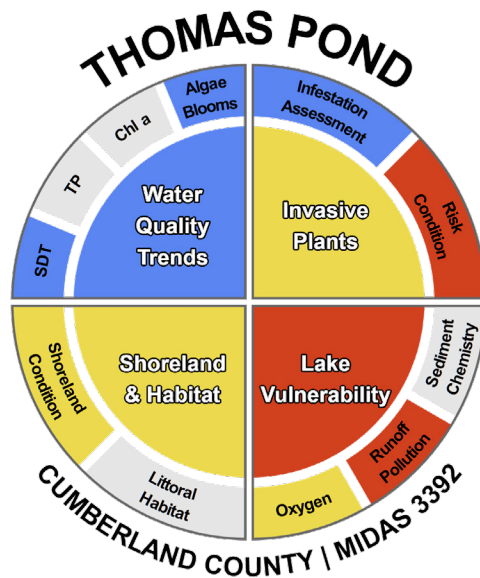 THOMAS POND
Algae
Blooms
Chl a
TP
SDT
Water
Quality
Trends
Infestation
Assessment
Risk
Condition
Invasive
Plants
Shoreland
Condition
Littoral
Habitat
Shoreland
& Habitat
Lake
Vulnerability
Sediment
Chemistry
Runoff
Pollution
Oxygen
CUMBERLAND COUNTY | MIDAS 3392